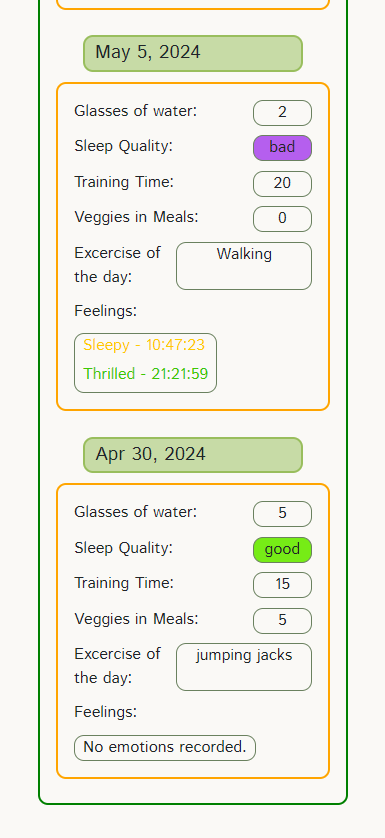 May 5, 2024
Glasses of water: 2
Sleep Quality: bad
Training Time: 20
Veggies in Meals: 0
Excercise of Walking
the day:
Feelings:
Sleepy - 10:47:23
Thrilled - 21:21:59
Apr 30, 2024
Glasses of water: 5
Sleep Quality: good
Training Time: 15
Veggies in Meals: 5
Excercise of jumping jacks
the day:
Feelings:
No emotions recorded.